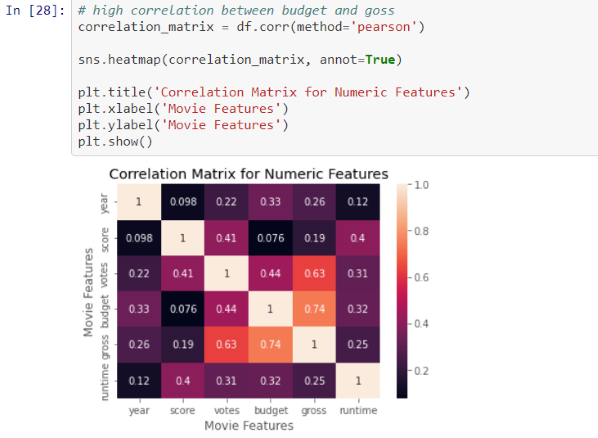 In [28]: # high correlation between budget and goss
correlation_matrix = df.corr(method='pearson')
sns.heatmap(correlation_matrix, annot=True)
plt.title('Correlation Matrix for Numeric Features')
plt.xlabel('Movie Features')
plt.ylabel('Movie Features')
plt.show()
Correlation Matrix for Numeric Features
Movie Features
year 1 0.098 0.22 0.33 0.26 0.12
score 0.098 1 0.41 0.076 0.19 0.4
votes 0.22 0.41 1 0.44 0.63 0.31
budget 0.33 0.076 0.44 1 0.74 0.32
gross 0.26 0.19 0.63 0.74 1 0.25
runtime 0.12 0.4 0.31 0.32 0.25 1
year score votes budget gross runtime
Movie Features
1.0
0.8
0.6
0.4
0.2